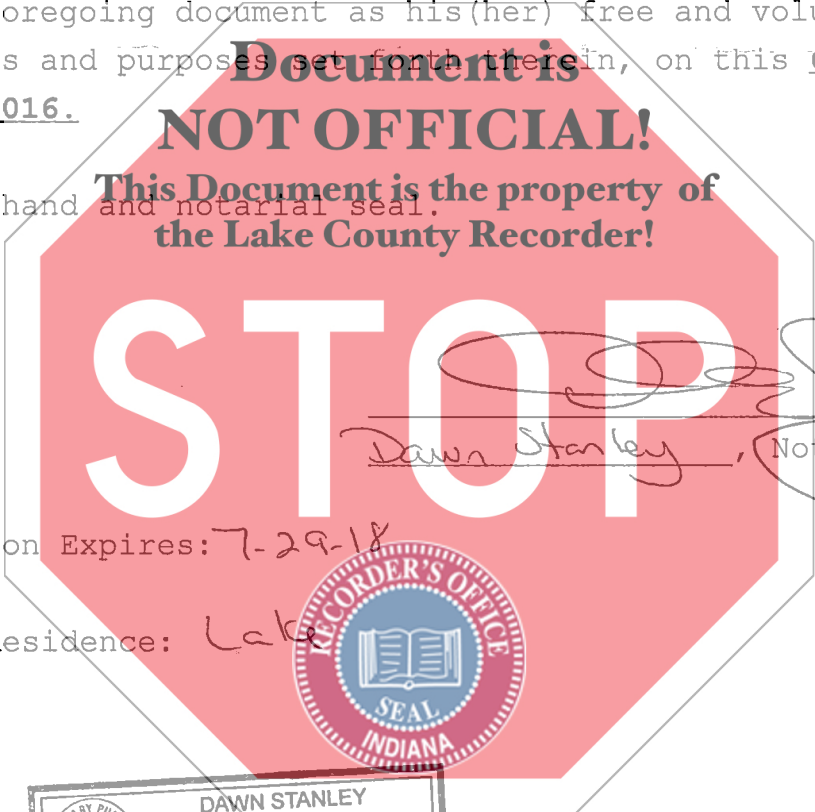 oregoing document as his(her) free and volu
s and purposes set forth therein, on this
Document is
016.
NOT OFFICIAL!
This Document is the property of
hand and notarial seal.
the Lake County Recorder!
STOP
Dawn Stanley, Not
on Expires: 7-29-18
esidence: Lake
RECORDER'S OFFICE
SEAL
INDIANA
DAWN STANLEY